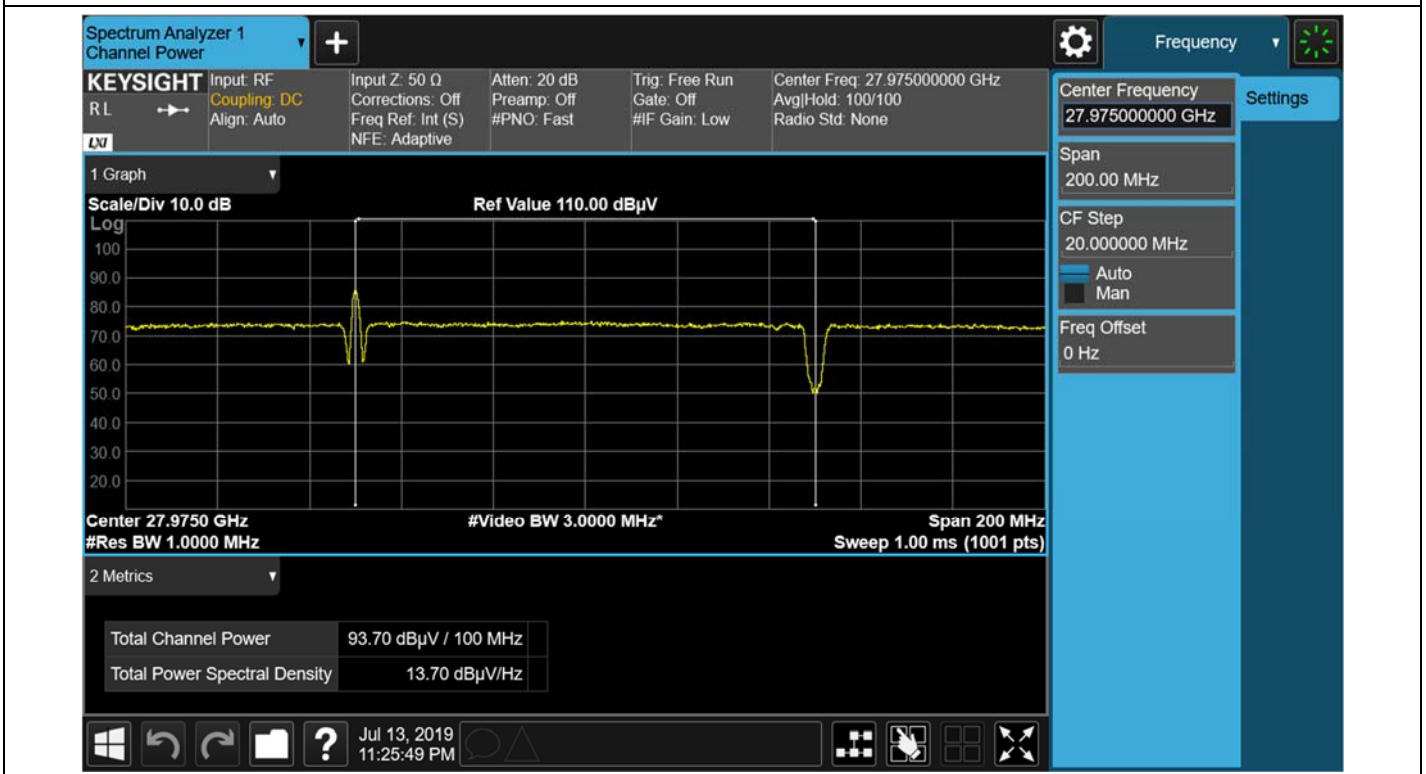 Spectrum Analyzer 1
Channel Power
+
Frequency
KEYSIGHT
RL
LXI
Input: RF
Coupling: DC
Align: Auto
Input Z: 50 Ω
Corrections: Off
Freq Ref: Int (S)
NFE: Adaptive
Atten: 20 dB
Preamp: Off
#PNO: Fast
Trig: Free Run
Gate: Off
#IF Gain: Low
Center Freq: 27.975000000 GHz
Avg|Hold: 100/100
Radio Std: None
Center Frequency
27.975000000 GHz
Settings
Span
200.00 MHz
CF Step
20.000000 MHz
Auto
Man
Freq Offset
0 Hz
1 Graph
Scale/Div 10.0 dB
Ref Value 110.00 dBµV
Log
100
90.0
80.0
70.0
60.0
50.0
40.0
30.0
20.0
Center 27.9750 GHz
#Video BW 3.0000 MHz*
Span 200 MHz
#Res BW 1.0000 MHz
Sweep 1.00 ms (1001 pts)
2 Metrics
Total Channel Power 93.70 dBµV / 100 MHz
Total Power Spectral Density 13.70 dBµV/Hz
?
Jul 13, 2019
11:25:49 PM